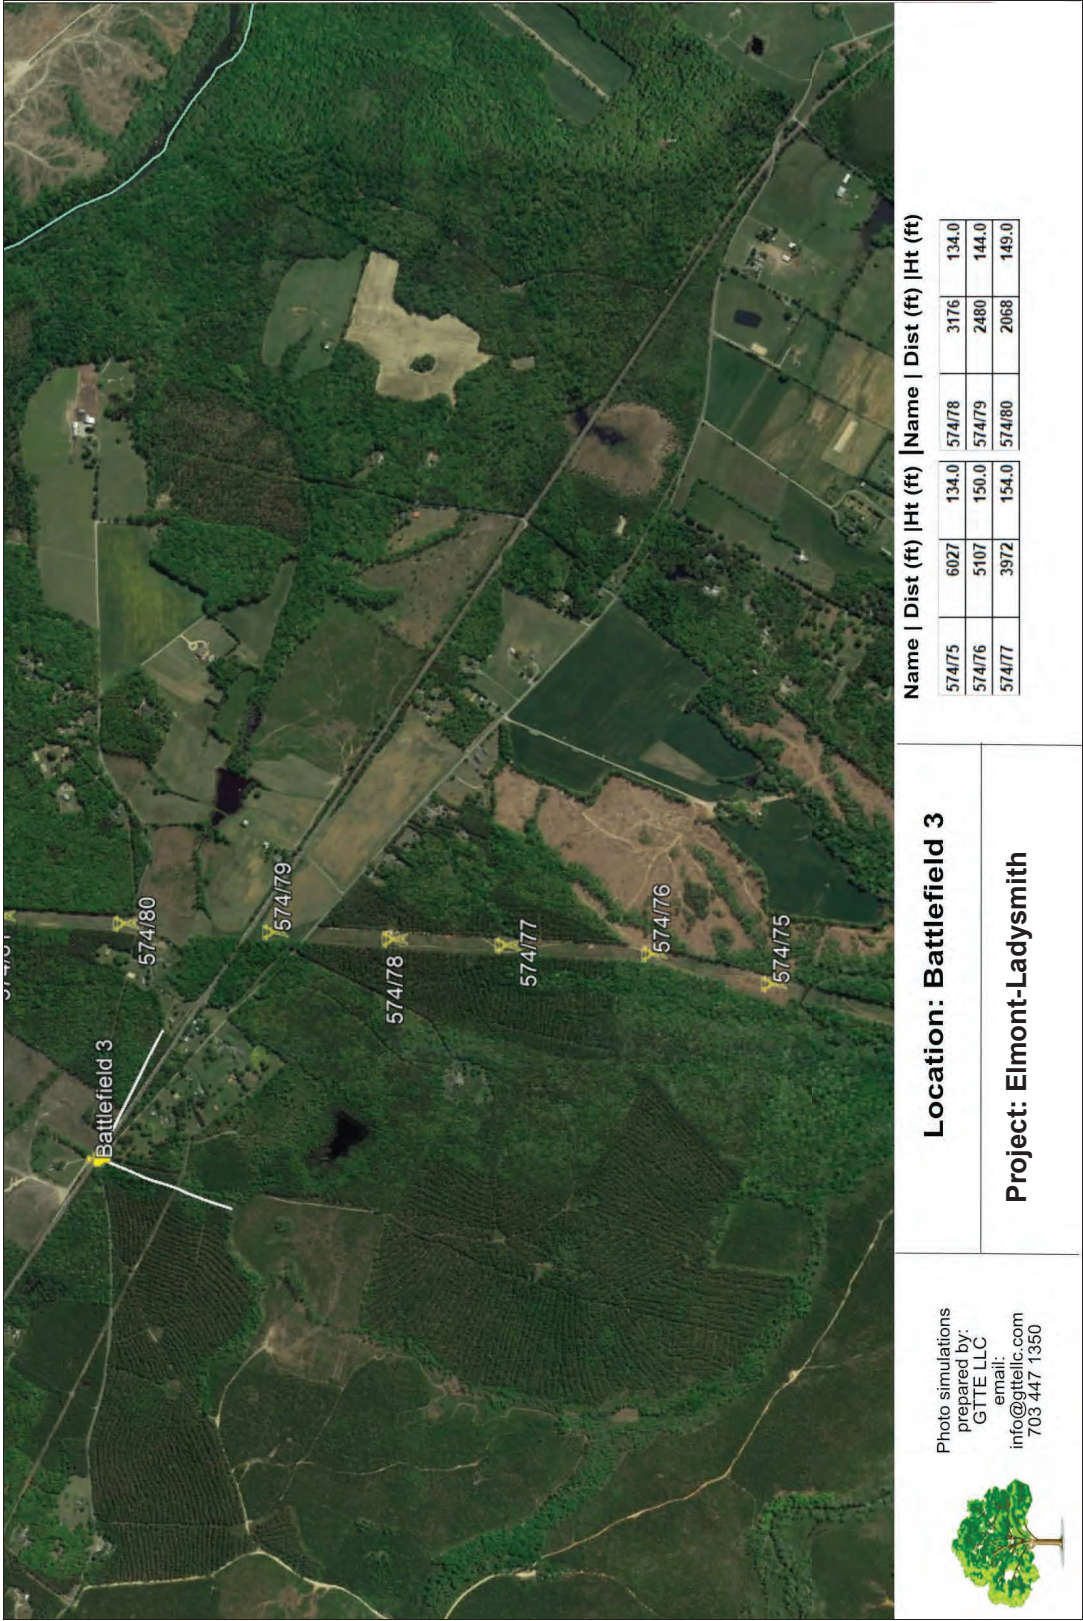 574/80
574/79
574/78
574/77
574/76
574/75
Battlefield 3
Photo simulations
prepared by:
GTTE LLC
email:
info@gttellc.com
703 447 1350
Location: Battlefield 3
Project: Elmont-Ladysmith
Name | Dist (ft) |Ht (ft) |Name | Dist (ft) |Ht (ft)
574/75 6027 134.0 574/78 3176 134.0
574/76 5107 150.0 574/79 2480 144.0
574/77 3972 154.0 574/80 2068 149.0